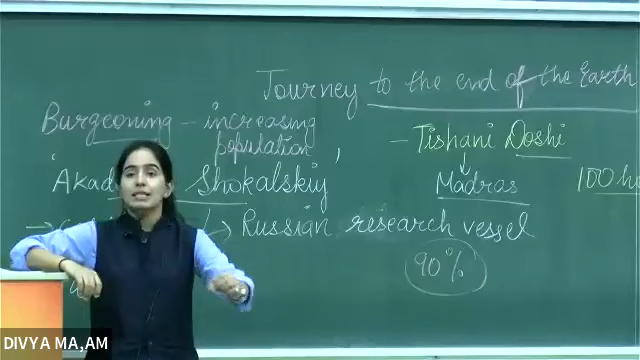 Journey to the end of the Earth
Burgeoning - increasing population
- Tishani Doshi
'Akad Shokalskiy'
Madras
100 ho
Russian research vessel
90%
DIVYA MA,AM